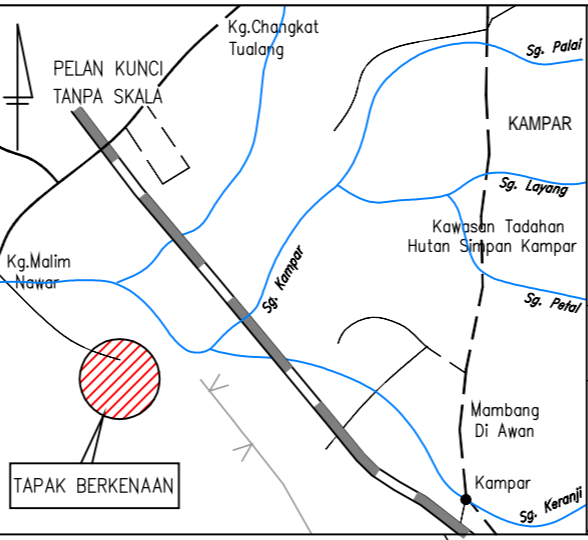 Kg.Changkat
Tualang
Sg. Palai
PELAN KUNCI
TANPA SKALA
KAMPAR
Sg. Layang
Kawasan Tadahan
Hutan Simpan Kampar
Kg.Malim
Nawar
Sg. Kampar
Sg. Petal
Mambang
Di Awan
TAPAK BERKENAAN
Kampar
Sg. Keranji